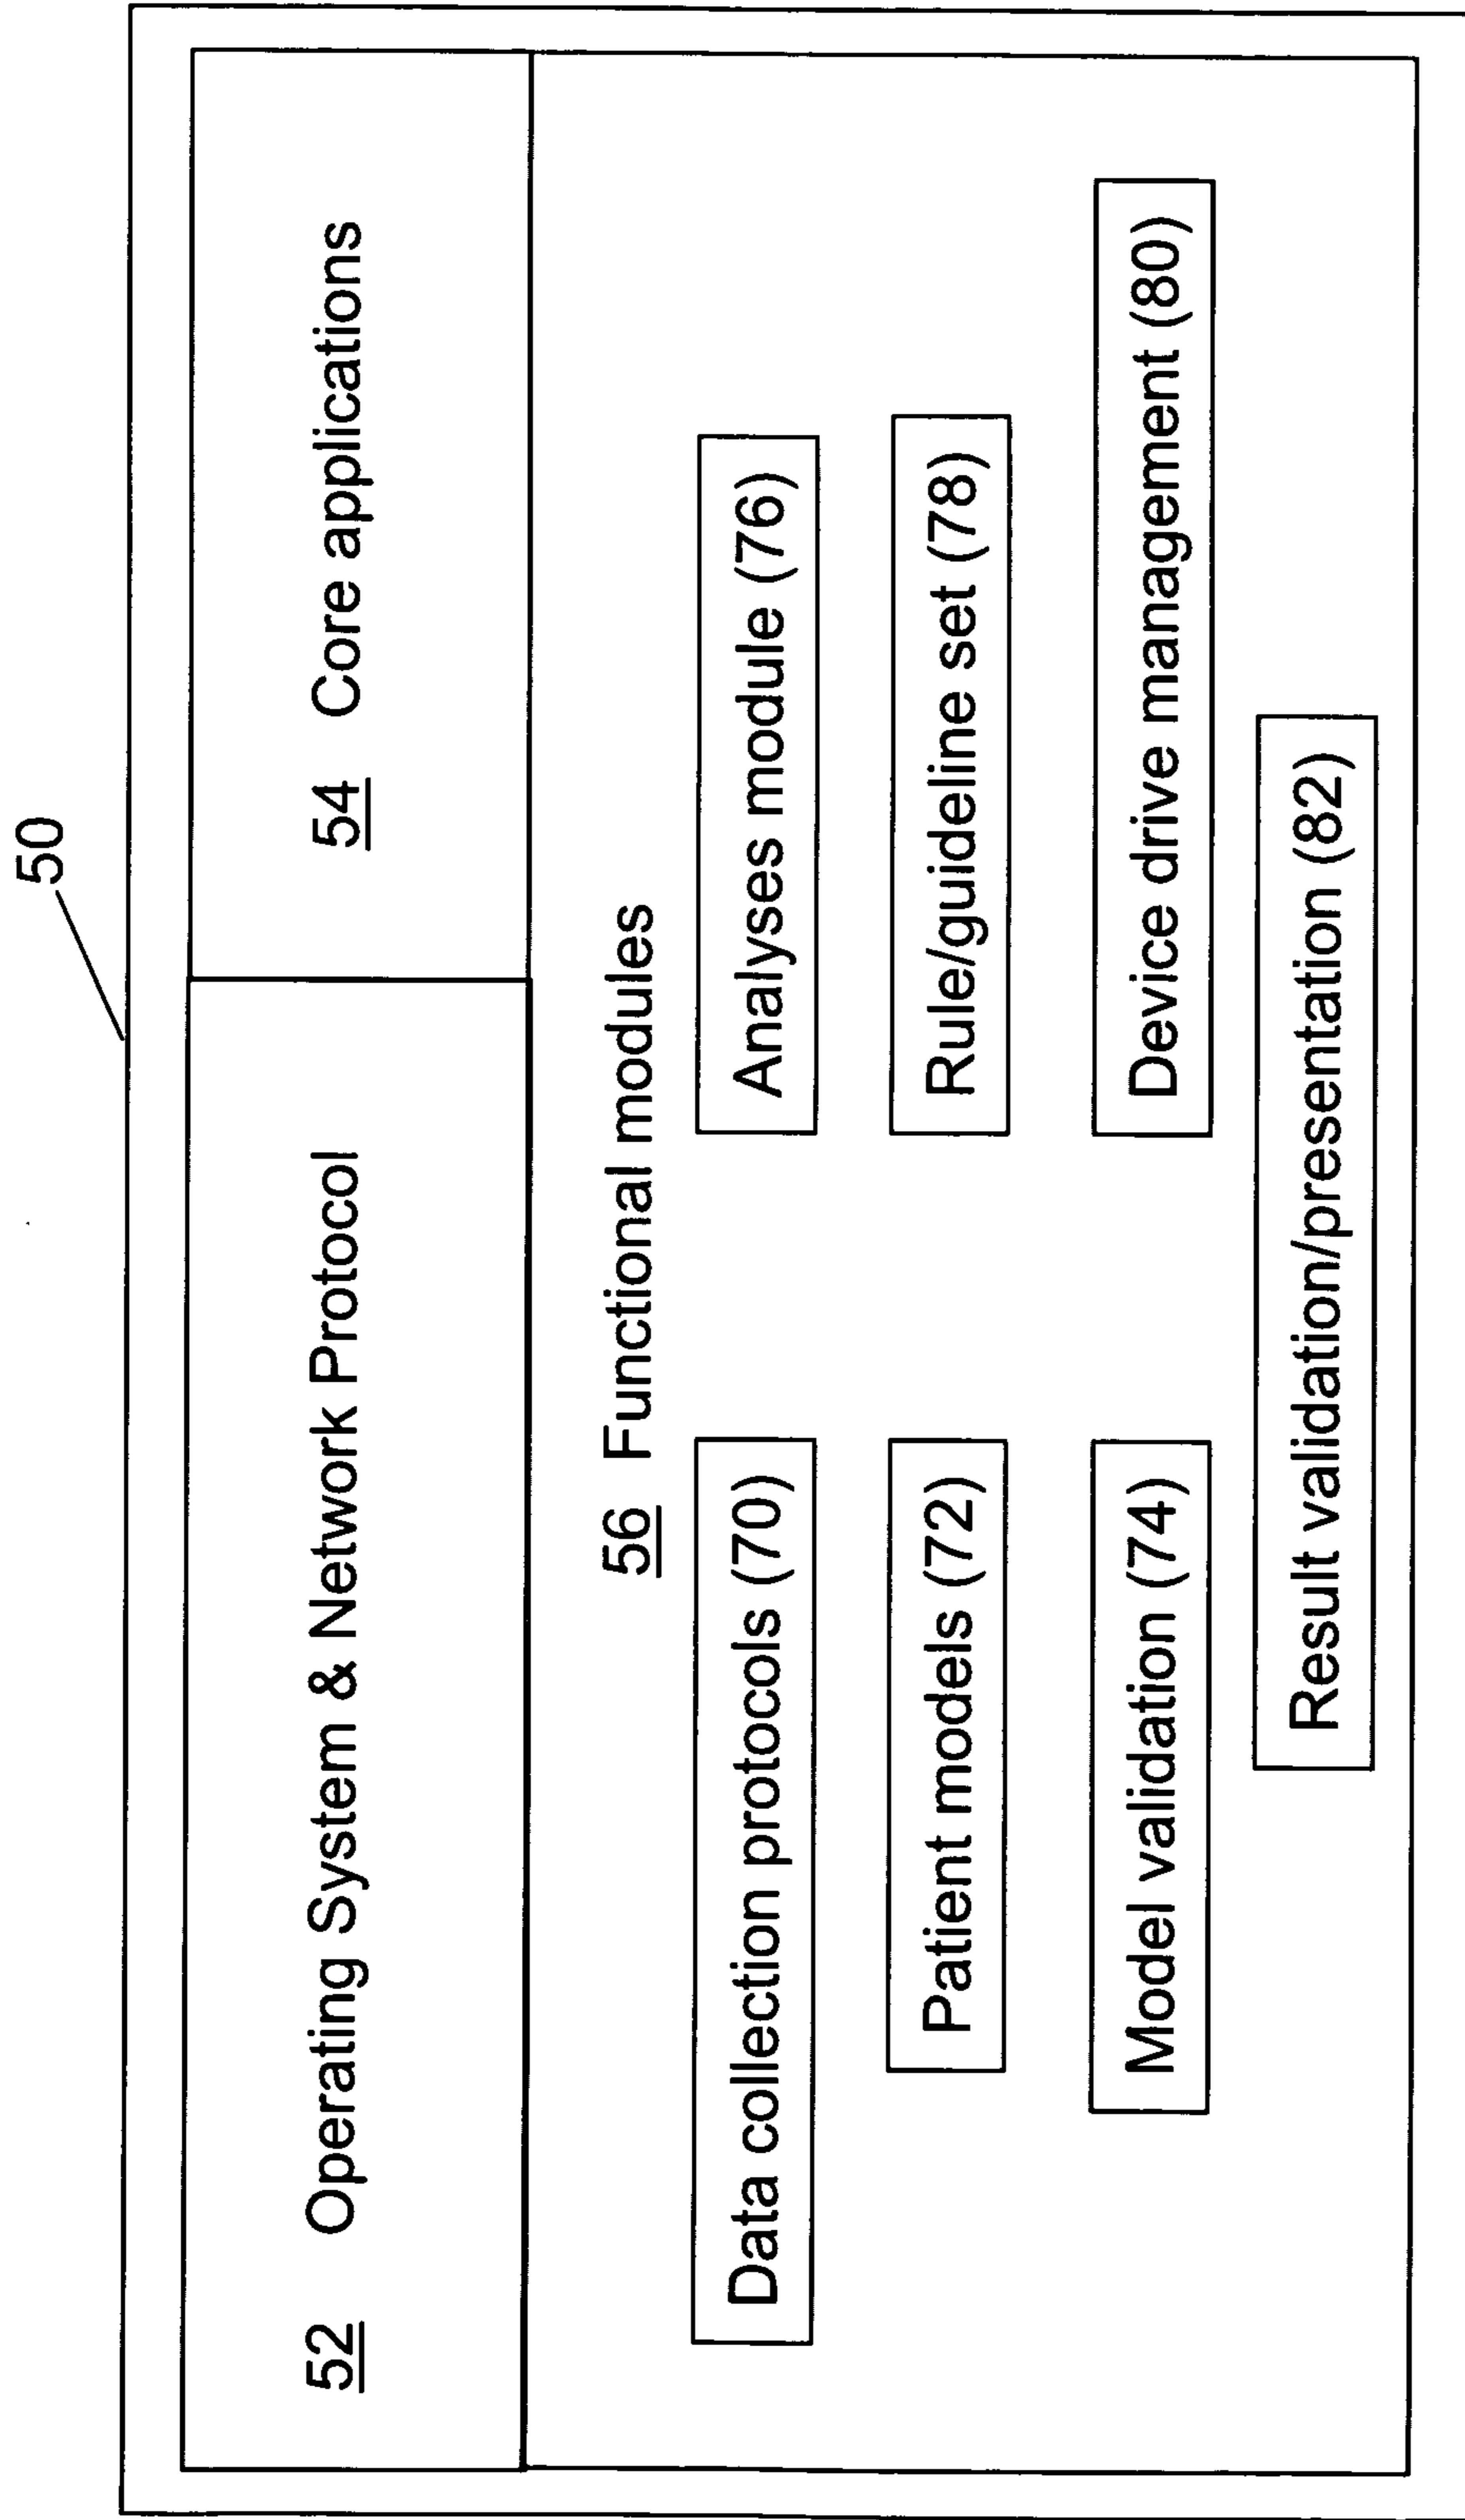 50
52 Operating System & Network Protocol
54 Core applications
56 Functional modules
Data collection protocols (70)
Analyses module (76)
Patient models (72)
Rule/guideline set (78)
Model validation (74)
Device drive management (80)
Result validation/presentation (82)